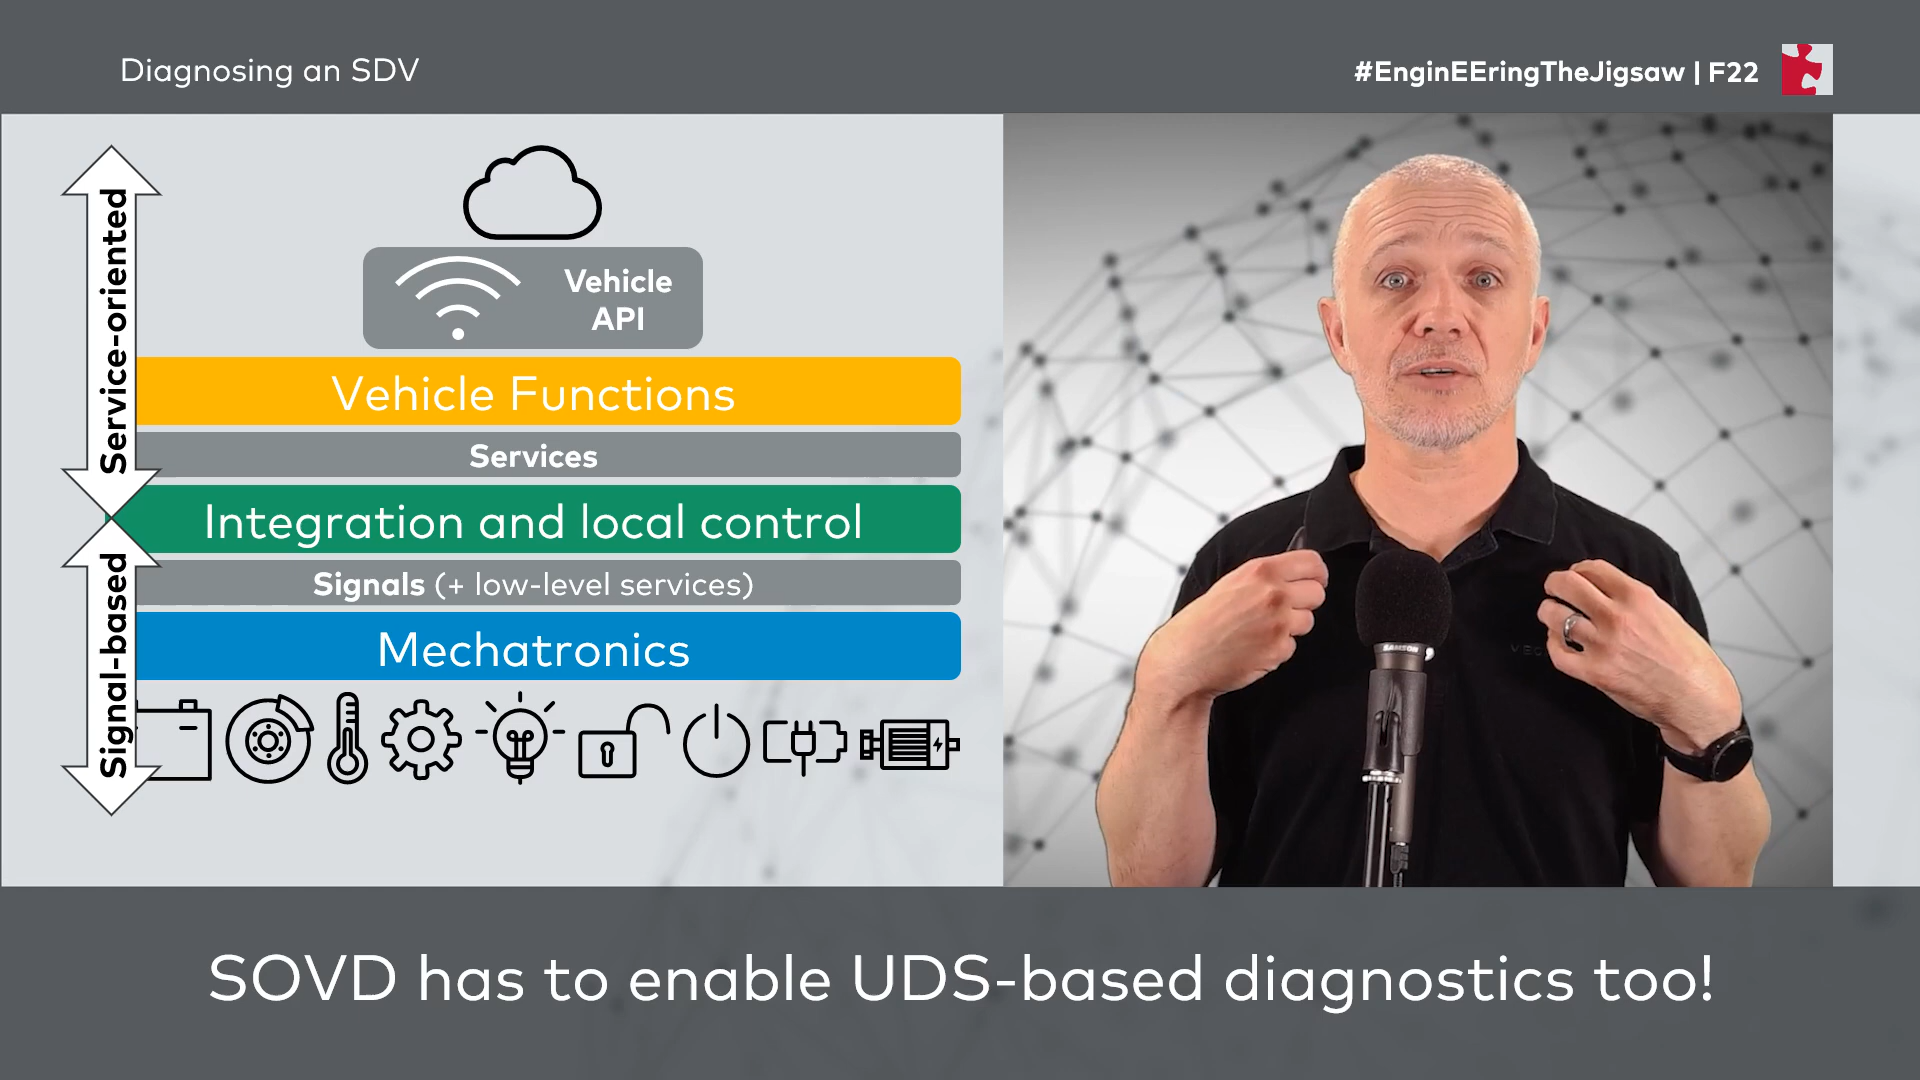 Diagnosing an SDV
#EnginEEringTheJigsaw | F22
Service-oriented
Vehicle
API
Vehicle Functions
Services
Integration and local control
Signals (+ low-level services)
Signal-based
Mechatronics
SAMSON
SOVD has to enable UDS-based diagnostics too!